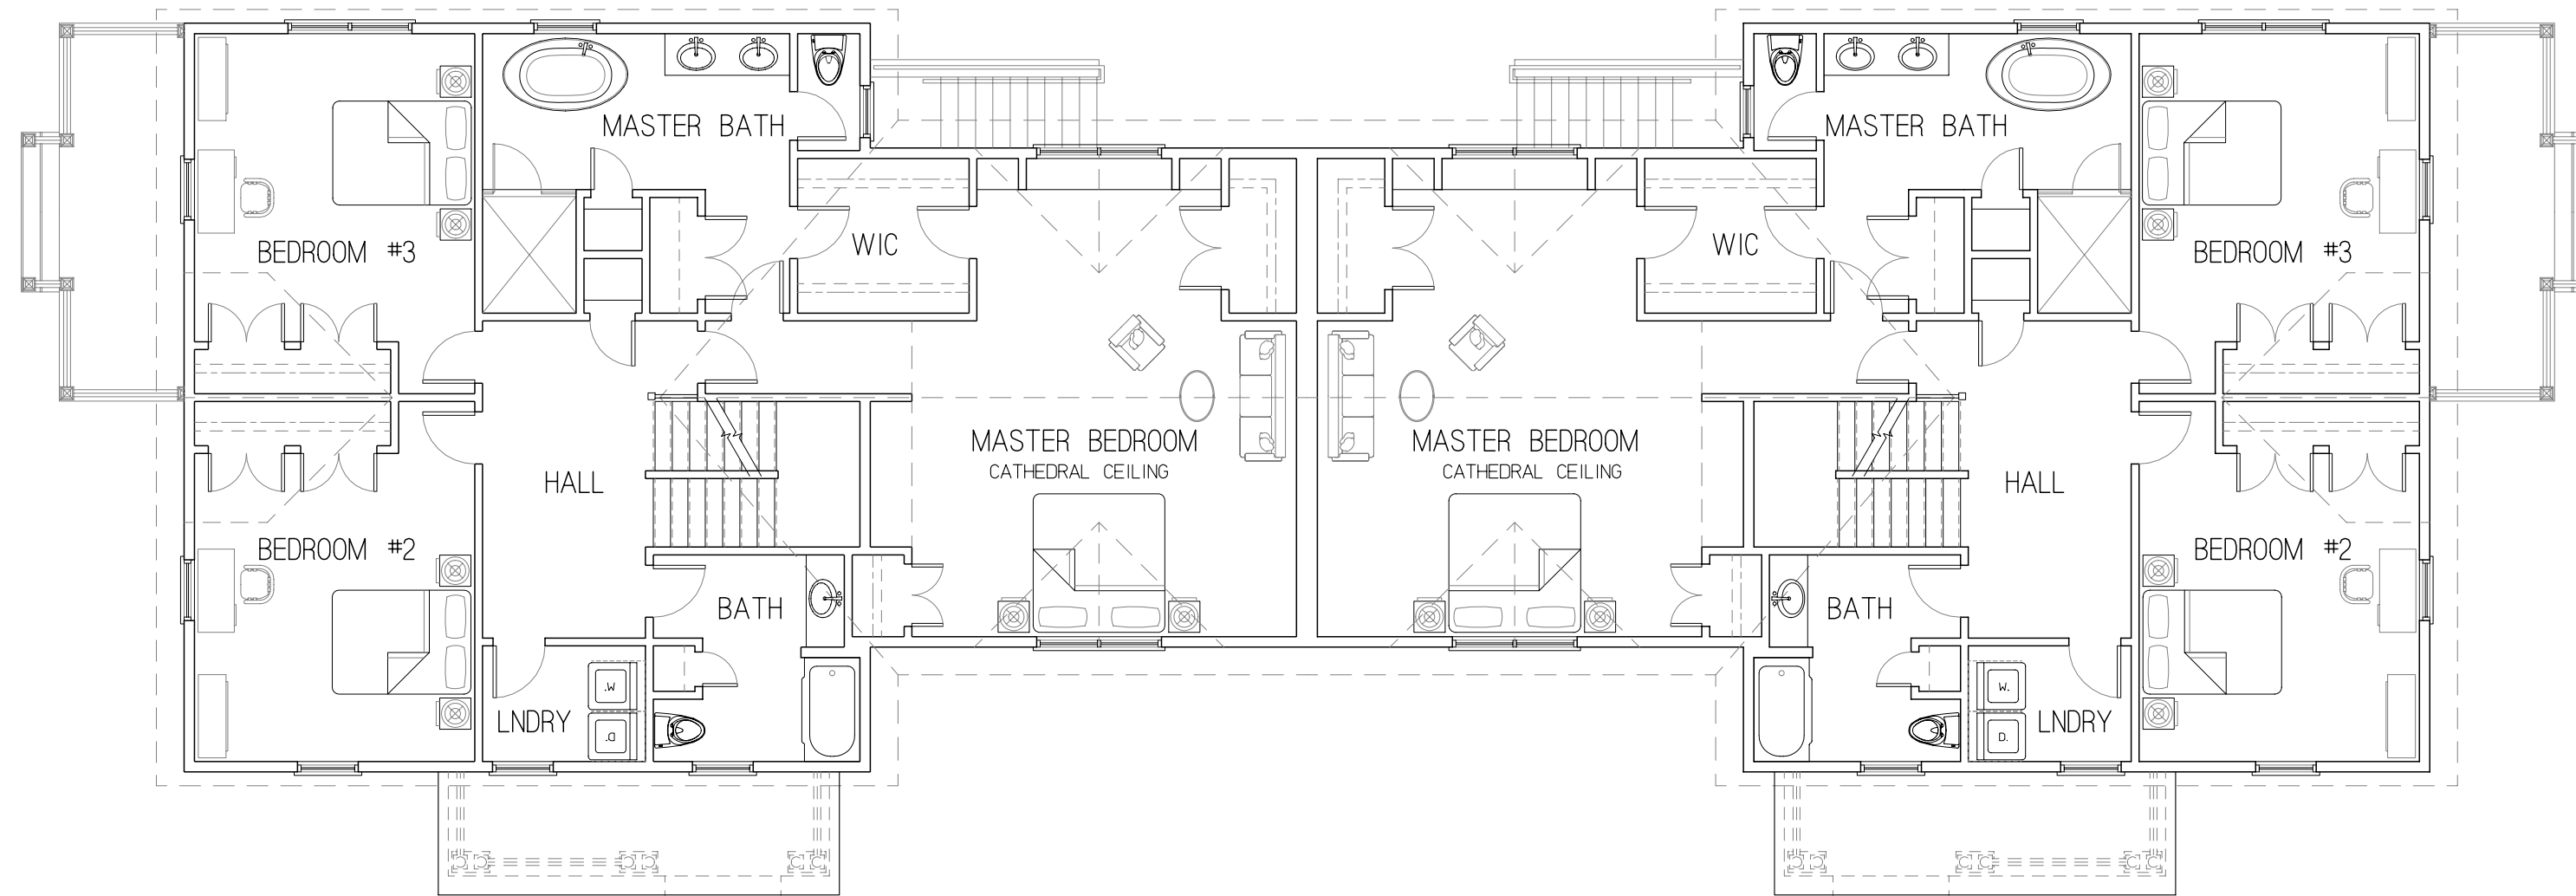 MASTER BATH
MASTER BATH
BEDROOM #3
WIC
WIC
BEDROOM #3
MASTER BEDROOM
CATHEDRAL CEILING
MASTER BEDROOM
CATHEDRAL CEILING
HALL
HALL
BEDROOM #2
BEDROOM #2
BATH
BATH
W.
W.
LNDRY
LNDRY
D.
D.